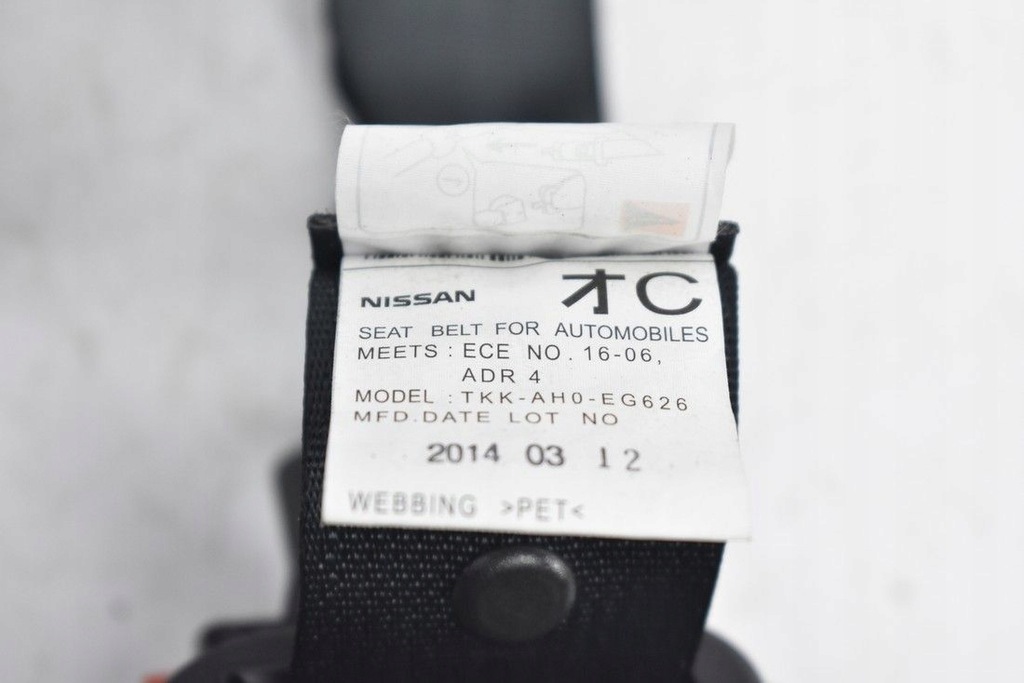 NISSAN オC
SEAT BELT FOR AUTOMOBILES
MEETS : ECE NO. 16-06,
ADR 4
MODEL : TKK-AH0-EG626
MFD.DATE LOT NO
2014 03 12
WEBBING >PET<